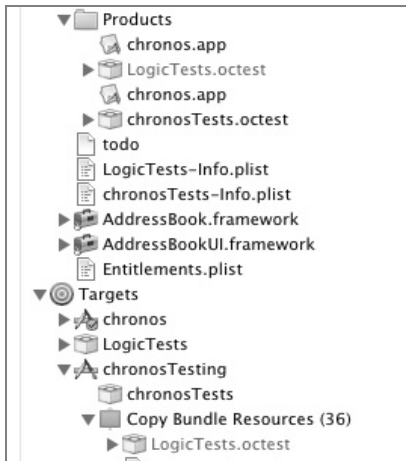 Products
chronos.app
LogicTests.octest
chronos.app
chronosTests.octest
todo
LogicTests-Info.plist
chronosTests-Info.plist
AddressBook.framework
AddressBookUI.framework
Entitlements.plist
Targets
chronos
LogicTests
chronosTesting
chronosTests
Copy Bundle Resources (36)
LogicTests.octest